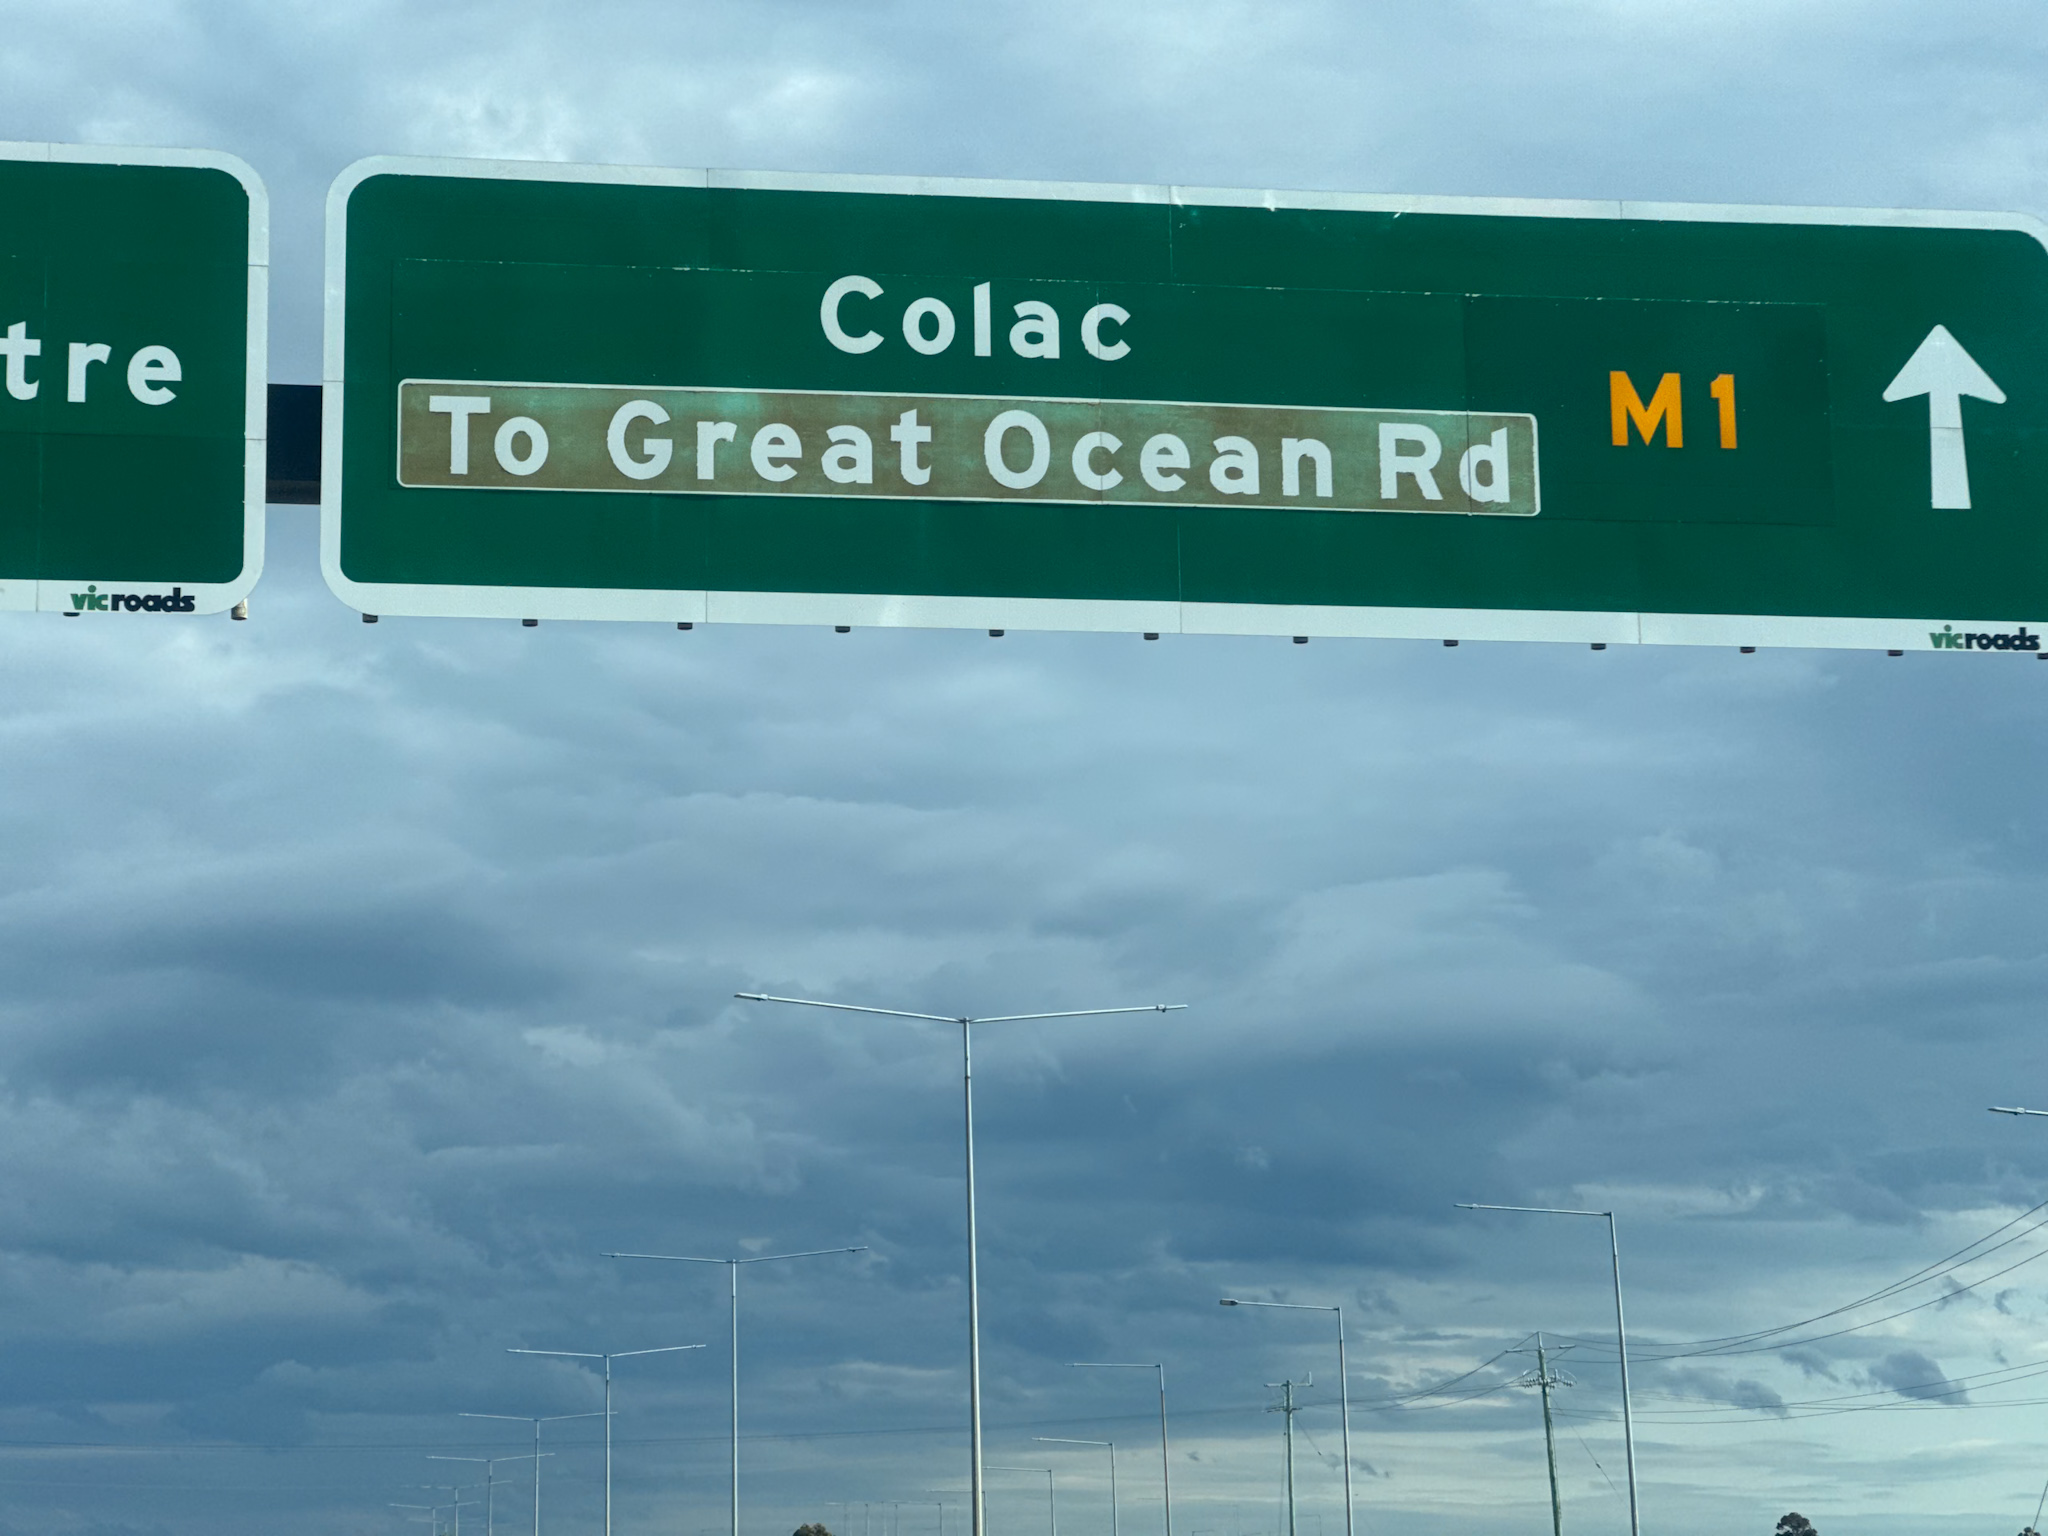 tre
vicroads
Colac
To Great Ocean Rd
M1
vicroads